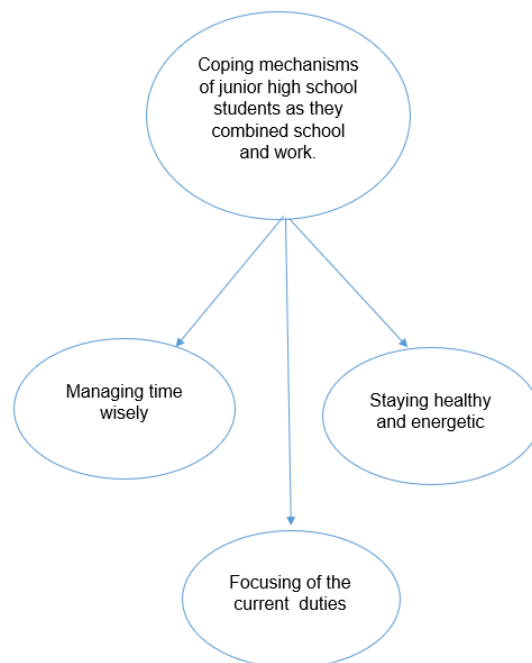 Coping mechanisms
of junior high school
students as they
combined school
and work.
Managing time
wisely
Staying healthy
and energetic
Focusing of the
current duties